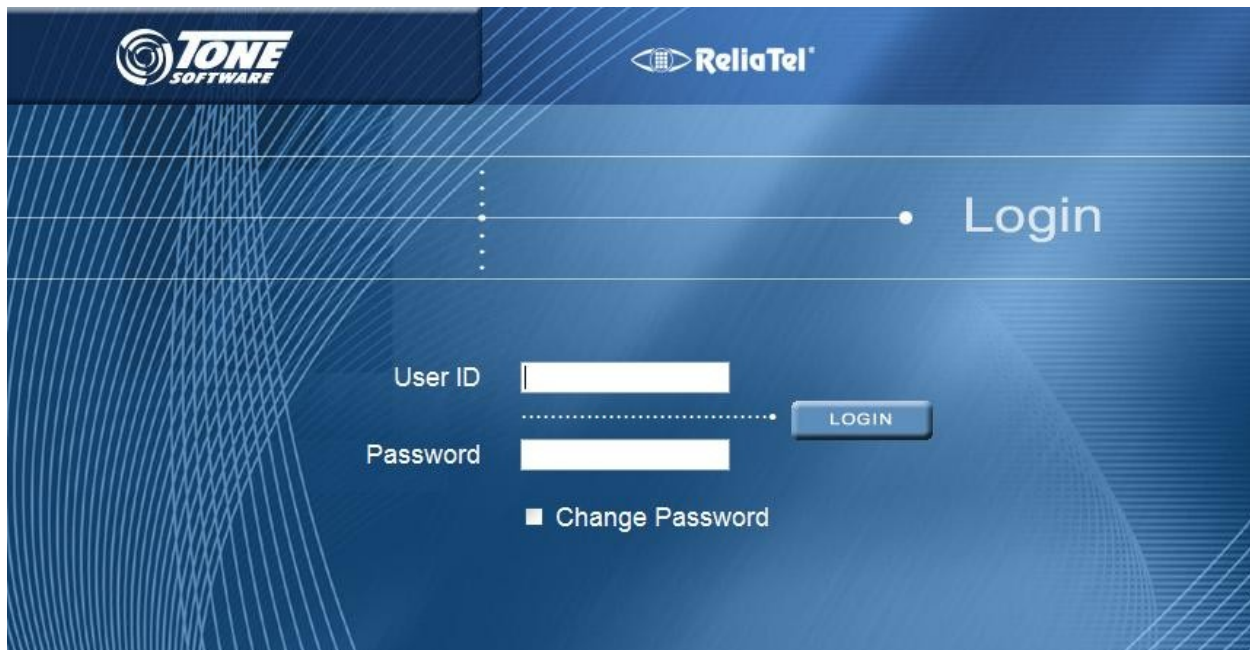 TONE
SOFTWARE
ReliaTel®
Login
User ID
LOGIN
Password
Change Password